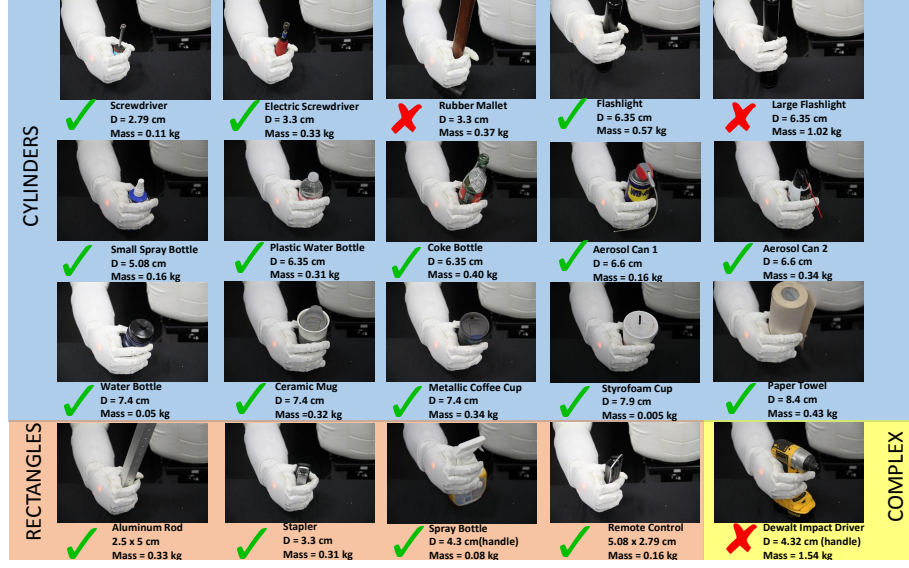 CYLINDERS
Screwdriver
D = 2.79 cm
Mass = 0.11 kg
Electric Screwdriver
D = 3.3 cm
Mass = 0.33 kg
Rubber Mallet
D = 3.3 cm
Mass = 0.37 kg
Flashlight
D = 6.35 cm
Mass = 0.57 kg
Large Flashlight
D = 6.35 cm
Mass = 1.02 kg
Small Spray Bottle
D = 5.08 cm
Mass = 0.16 kg
Plastic Water Bottle
D = 6.35 cm
Mass = 0.31 kg
Coke Bottle
D = 6.35 cm
Mass = 0.40 kg
Aerosol Can 1
D = 6.6 cm
Mass = 0.16 kg
Aerosol Can 2
D = 6.6 cm
Mass = 0.34 kg
Water Bottle
D = 7.4 cm
Mass = 0.05 kg
Ceramic Mug
D = 7.4 cm
Mass =0.32 kg
Metallic Coffee Cup
D = 7.4 cm
Mass = 0.34 kg
Styrofoam Cup
D = 7.9 cm
Mass = 0.005 kg
Paper Towel
D = 8.4 cm
Mass = 0.43 kg
RECTANGLES
Aluminum Rod
2.5 x 5 cm
Mass = 0.33 kg
Stapler
D = 3.3 cm
Mass = 0.31 kg
Spray Bottle
D = 4.3 cm(handle)
Mass = 0.08 kg
Remote Control
5.08 x 2.79 cm
Mass = 0.16 kg
COMPLEX
Dewalt Impact Driver
D = 4.32 cm (handle)
Mass = 1.54 kg